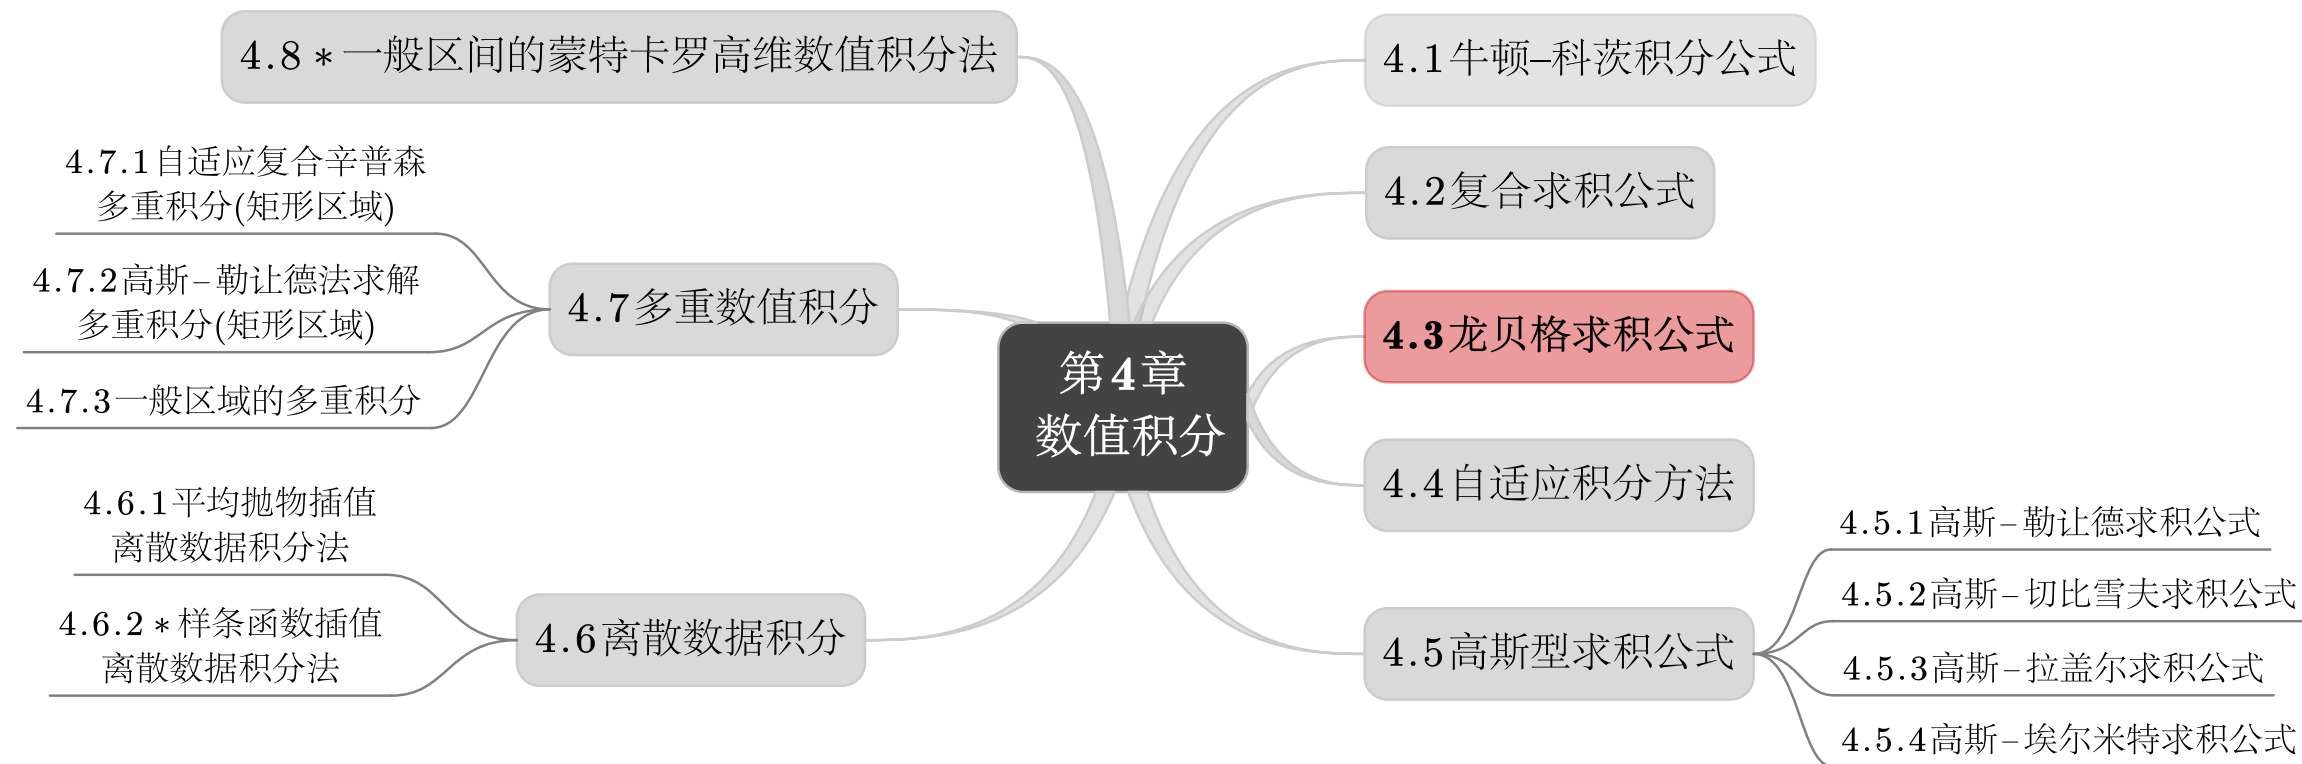 第4章
数值积分
4.1牛顿–科茨积分公式
4.2复合求积公式
4.3龙贝格求积公式
4.4自适应积分方法
4.5高斯型求积公式
4.5.1高斯–勒让德求积公式
4.5.2高斯–切比雪夫求积公式
4.5.3高斯–拉盖尔求积公式
4.5.4高斯–埃尔米特求积公式
4.6离散数据积分
4.6.1平均抛物插值
离散数据积分法
4.6.2*样条函数插值
离散数据积分法
4.7多重数值积分
4.7.1自适应复合辛普森
多重积分(矩形区域)
4.7.2高斯–勒让德法求解
多重积分(矩形区域)
4.7.3一般区域的多重积分
4.8*一般区间的蒙特卡罗高维数值积分法